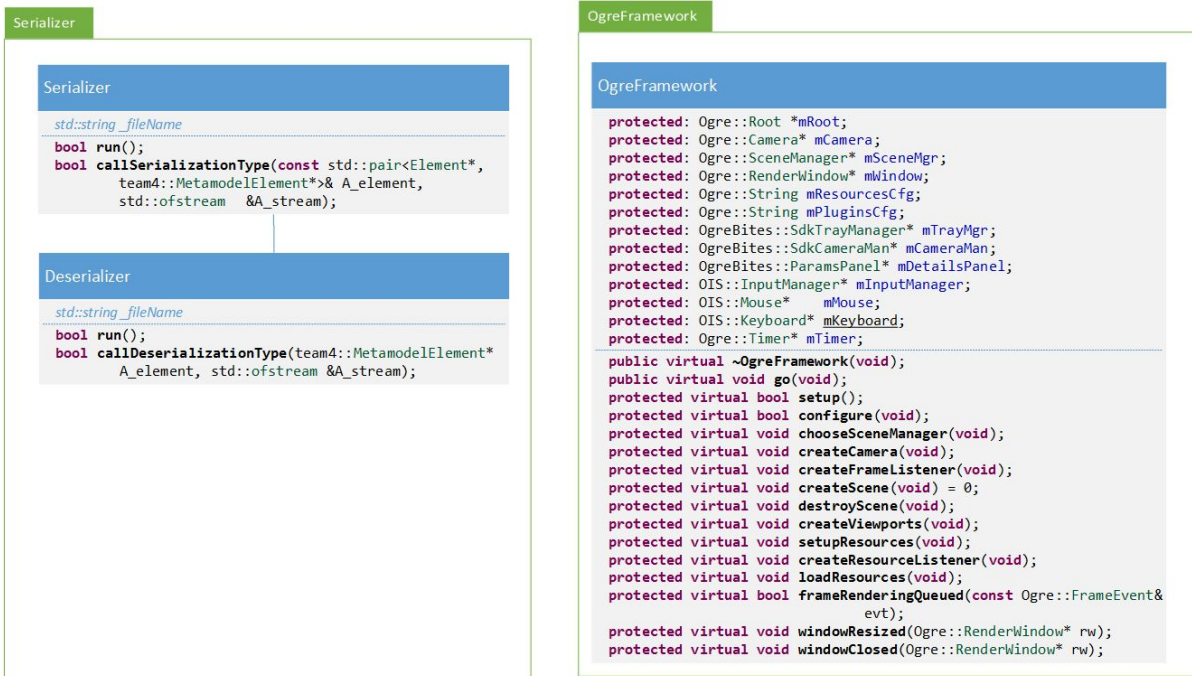 Serializer
Serializer
std::string _fileName
bool run();
bool callSerializationType(const std::pair<Element*,
team4::MetamodelElement*>& A_element,
std::ofstream &A_stream);
Deserializer
std::string _fileName
bool run();
bool callDeserializationType(team4::MetamodelElement*
A_element, std::ofstream &A_stream);
OgreFramework
OgreFramework
protected: Ogre::Root *mRoot;
protected: Ogre::Camera* mCamera;
protected: Ogre::SceneManager* mSceneMgr;
protected: Ogre::RenderWindow* mWindow;
protected: Ogre::String mResourcesCfg;
protected: Ogre::String mPluginsCfg;
protected: OgreBites::SdkTrayManager* mTrayMgr;
protected: OgreBites::SdkCameraMan* mCameraMan;
protected: OgreBites::ParamsPanel* mDetailsPanel;
protected: OIS::InputManager* mInputManager;
protected: OIS::Mouse* mMouse;
protected: OIS::Keyboard* mKeyboard;
protected: Ogre::Timer* mTimer;
public virtual ~OgreFramework(void);
public virtual void go(void);
protected virtual bool setup();
protected virtual bool configure(void);
protected virtual void chooseSceneManager(void);
protected virtual void createCamera(void);
protected virtual void createFrameListener(void);
protected virtual void createScene(void) = 0;
protected virtual void destroyScene(void);
protected virtual void createViewports(void);
protected virtual void setupResources(void);
protected virtual void createResourceListener(void);
protected virtual void loadResources(void);
protected virtual bool frameRenderingQueued(const Ogre::FrameEvent&
evt);
protected virtual void windowResized(Ogre::RenderWindow* rw);
protected virtual void windowClosed(Ogre::RenderWindow* rw);